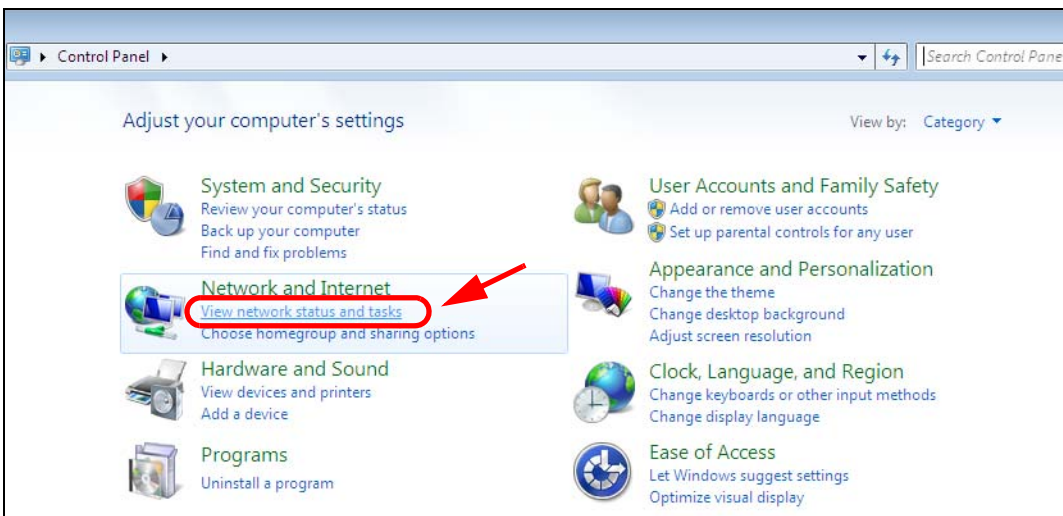 Control Panel
Search Control Pane
Adjust your computer's settings
View by: Category
System and Security
Review your computer's status
Back up your computer
Find and fix problems
Network and Internet
View network status and tasks
Choose homegroup and sharing options
Hardware and Sound
View devices and printers
Add a device
Programs
Uninstall a program
User Accounts and Family Safety
Add or remove user accounts
Set up parental controls for any user
Appearance and Personalization
Change the theme
Change desktop background
Adjust screen resolution
Clock, Language, and Region
Change keyboards or other input methods
Change display language
Ease of Access
Let Windows suggest settings
Optimize visual display